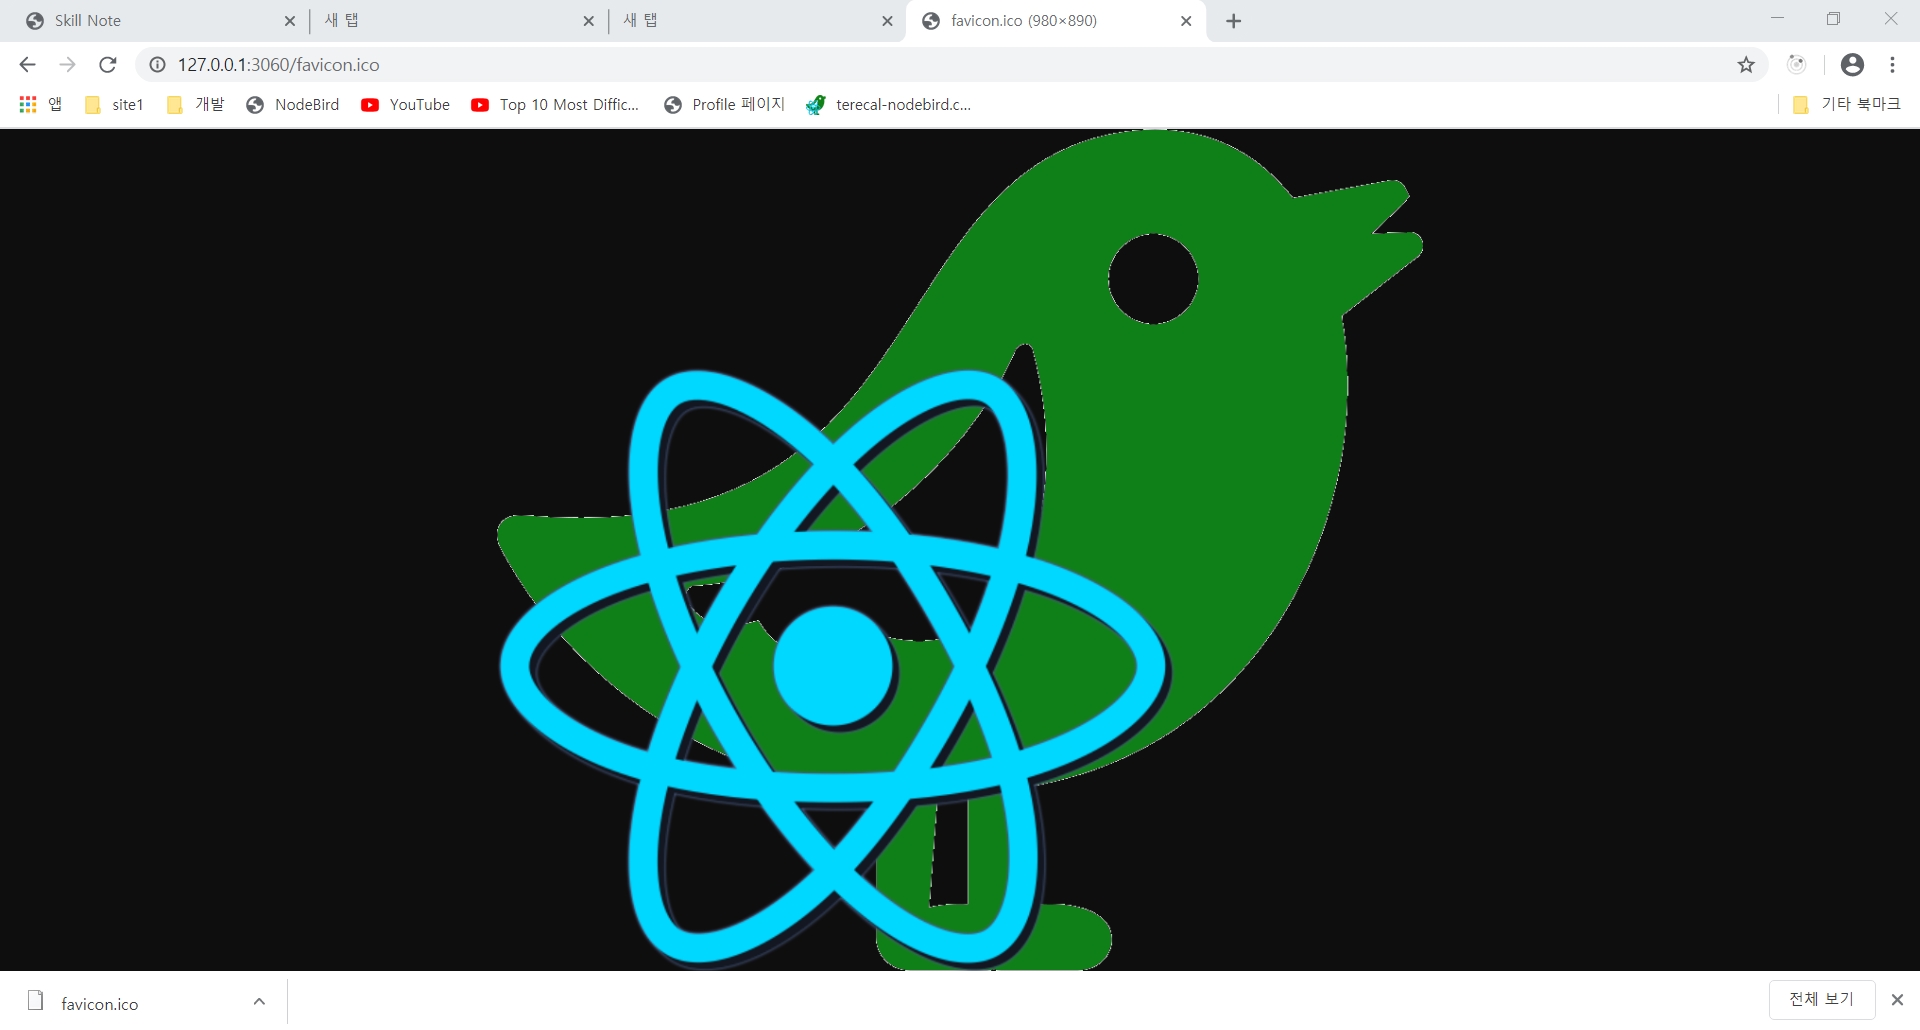 Skill Note
새 탭
새 탭
favicon.ico (980×890)
127.0.0.1:3060/favicon.ico
앱
site1
개발
NodeBird
YouTube
Top 10 Most Diffic...
Profile 페이지
terecal-nodebird.c...
기타 북마크
favicon.ico
전체 보기